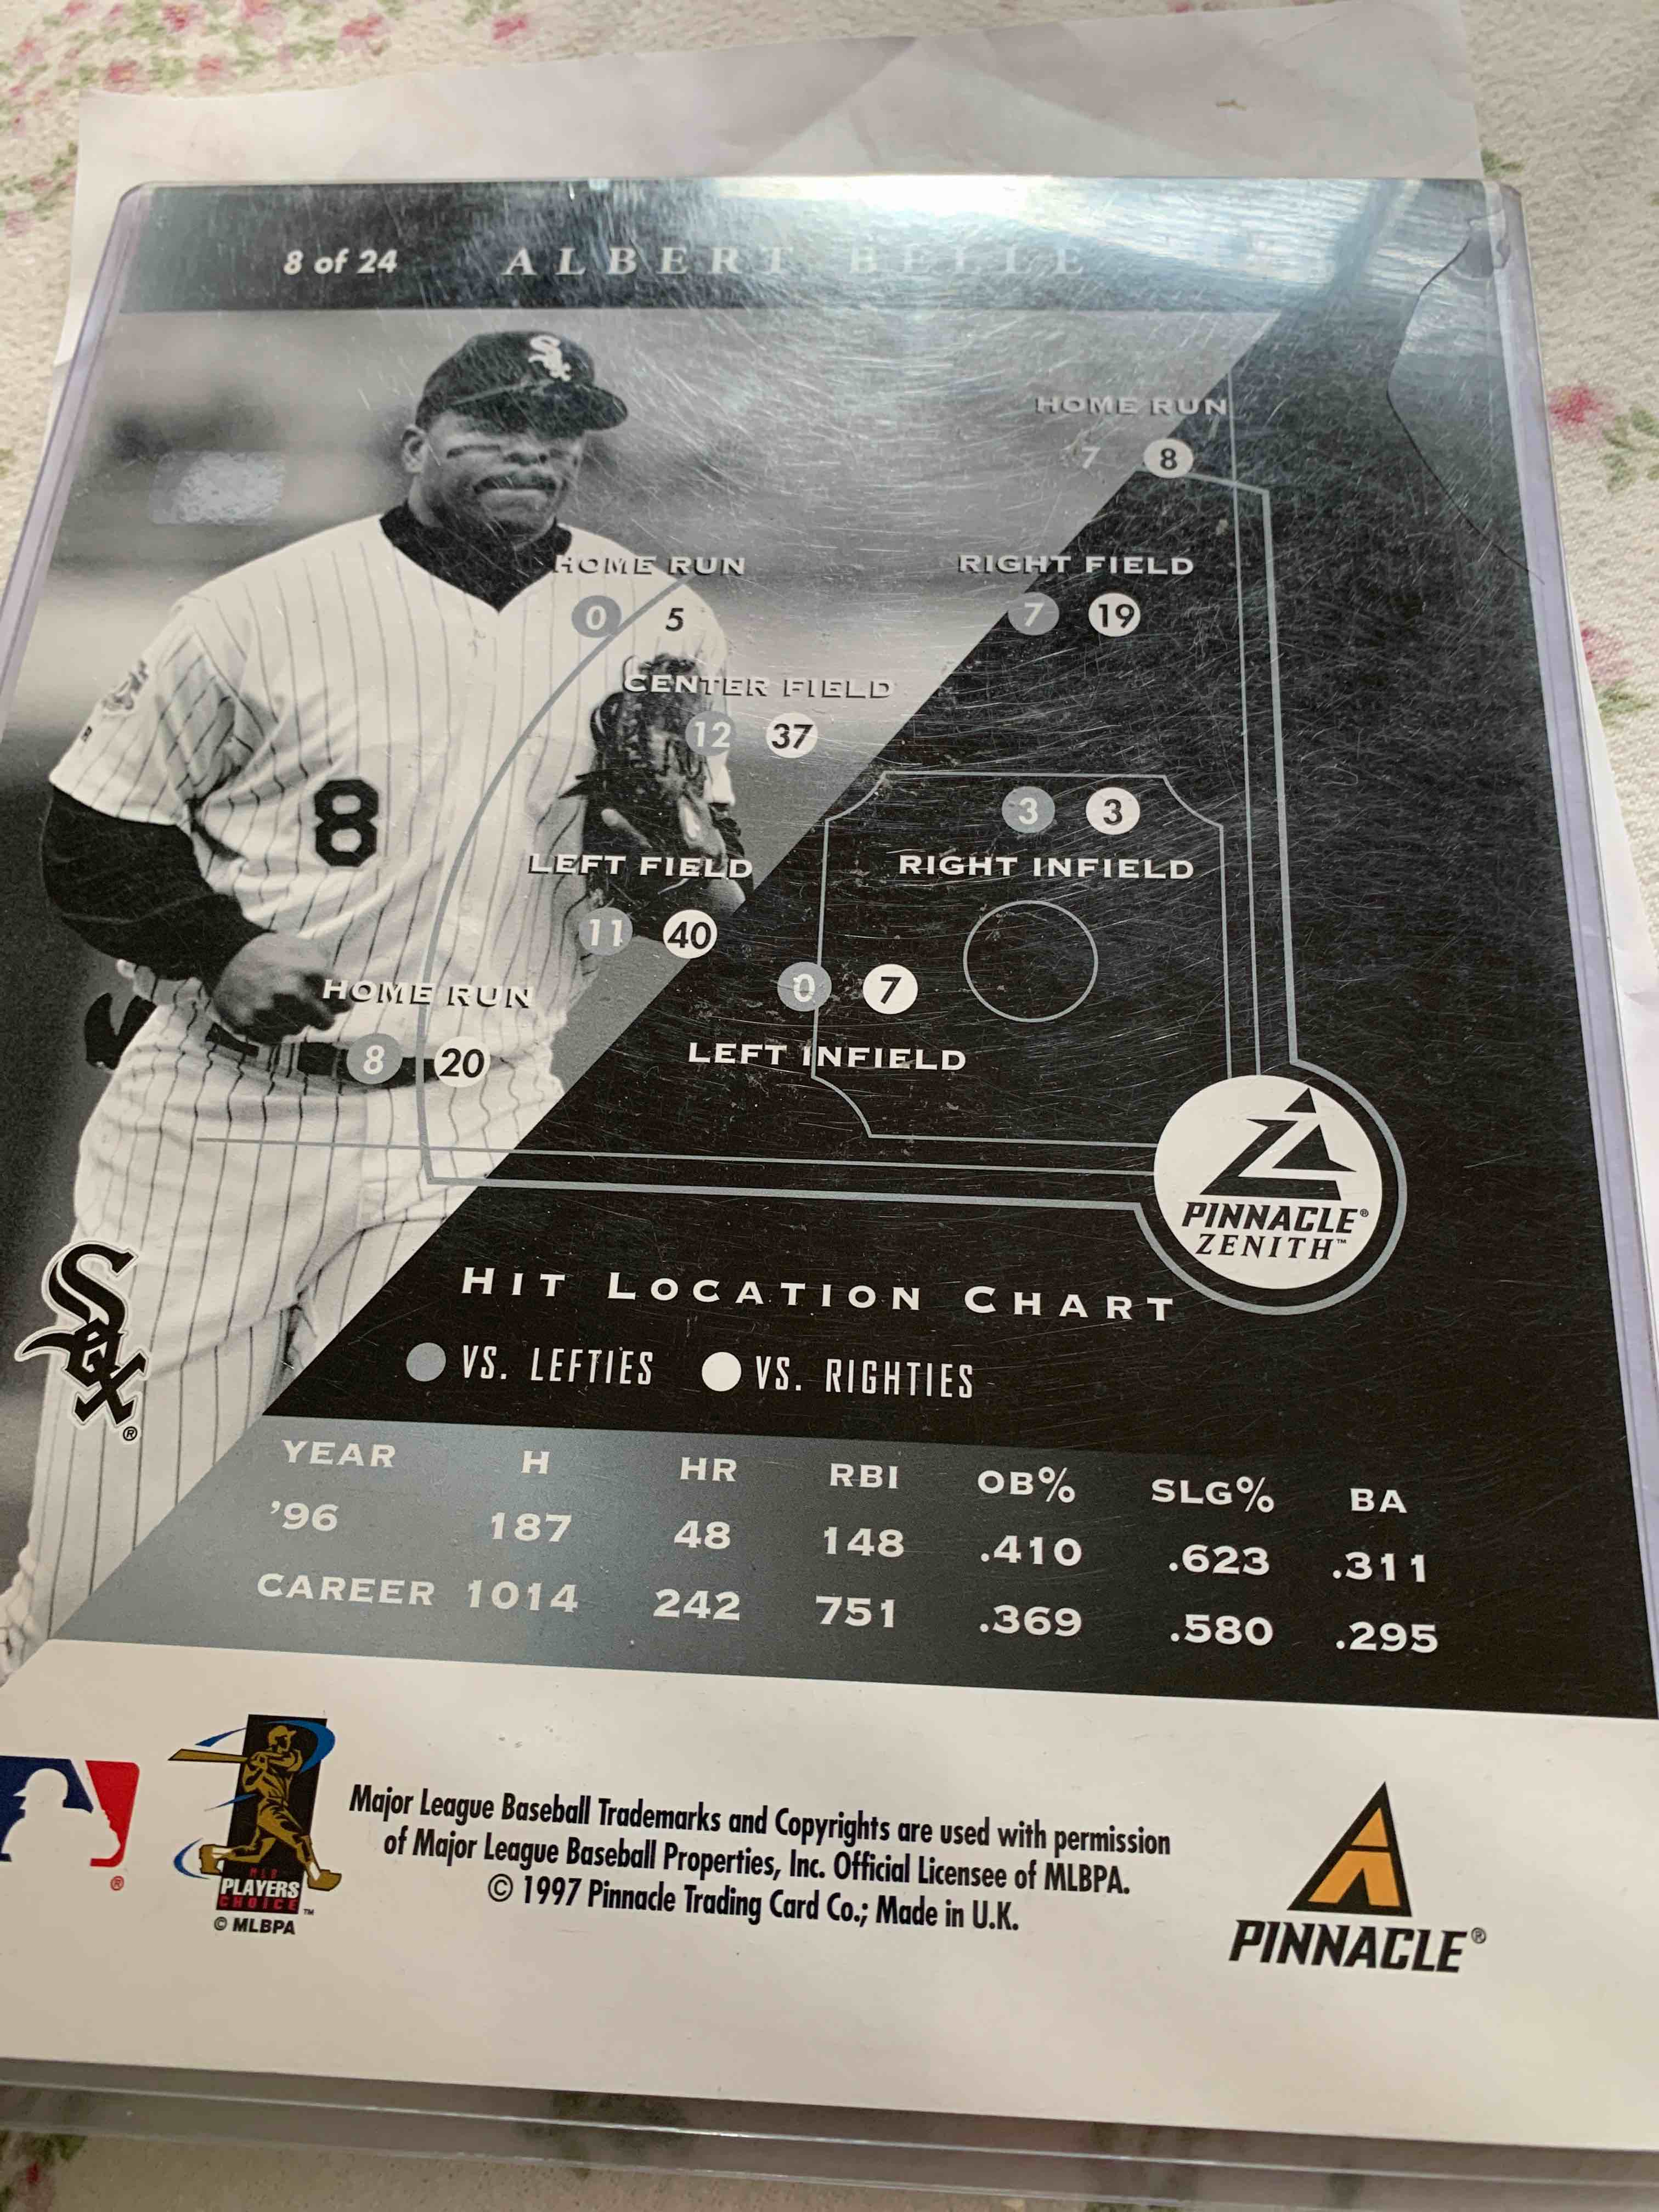 8 of 24 ALBERT BELLE
Sox
HOME RUN
7 8
HOME RUN
0 5
RIGHT FIELD
7 19
CENTER FIELD
12 37
3 3
RIGHT INFIELD
8
LEFT FIELD
11 40
0 7
LEFT INFIELD
HOME RUN
8 20
PINNACLE®
ZENITH™
Sox®
HIT LOCATION CHART
VS. LEFTIES VS. RIGHTIES
YEAR H HR RBI OB% SLG% BA
'96 187 48 148 .410 .623 .311
CAREER 1014 242 751 .369 .580 .295
®
MLB
PLAYERS
CHOICE™
© MLBPA
Major League Baseball Trademarks and Copyrights are used with permission
of Major League Baseball Properties, Inc. Official Licensee of MLBPA.
© 1997 Pinnacle Trading Card Co.; Made in U.K.
PINNACLE®